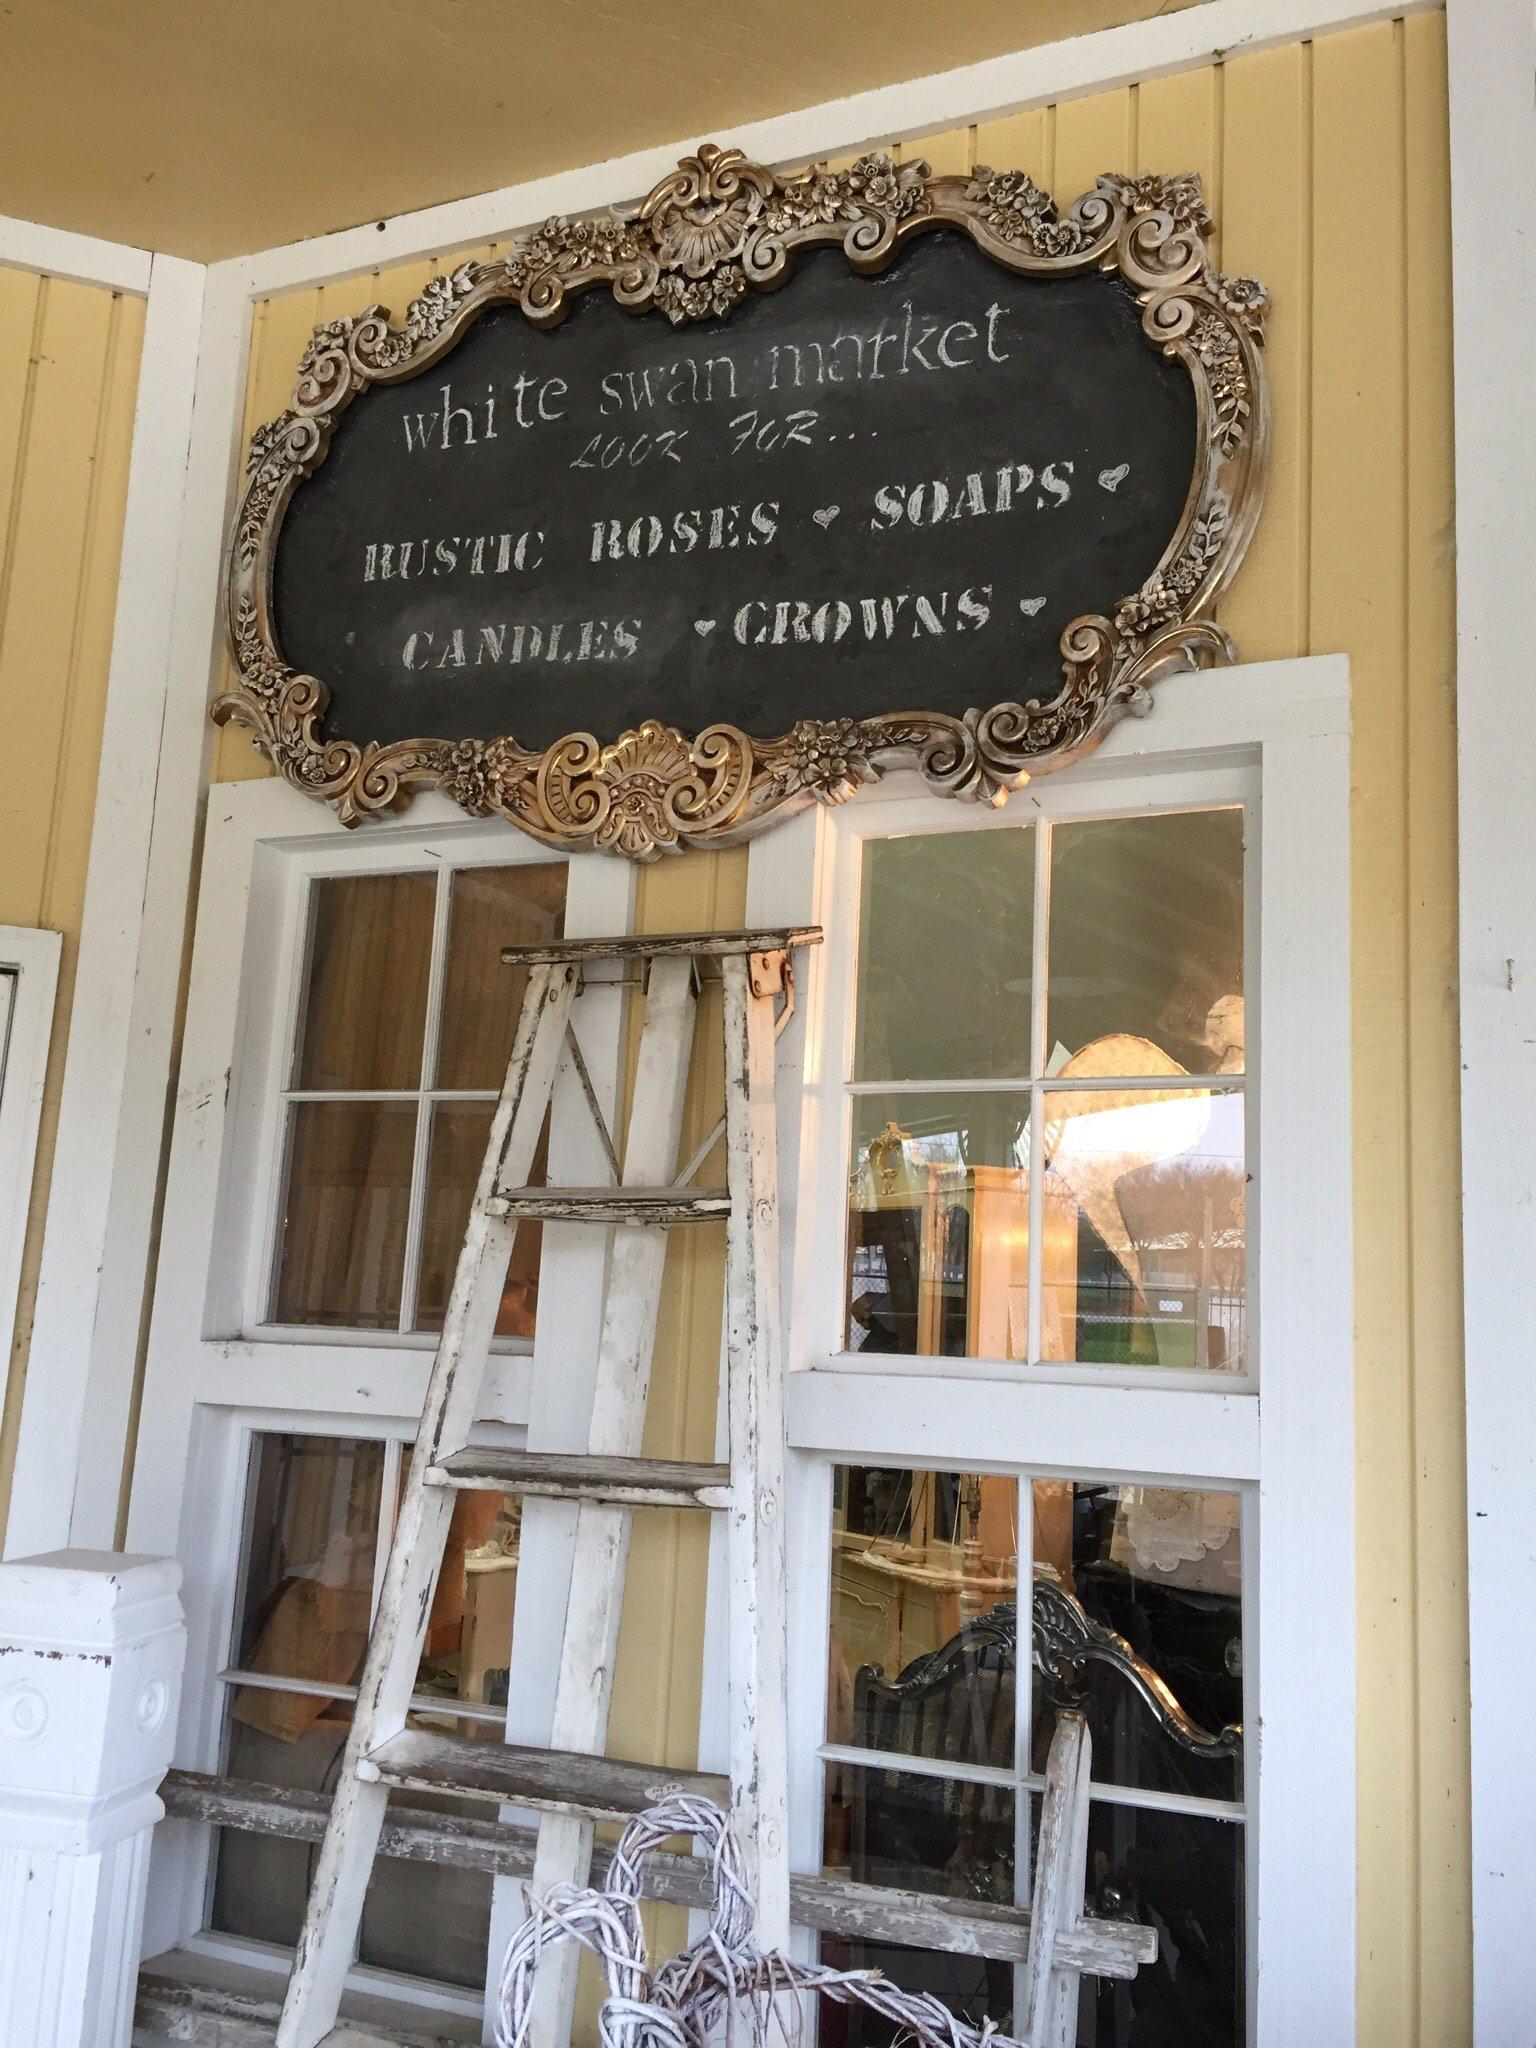 white swan market
LOOK FOR...
RUSTIC ROSES ♥ SOAPS ♥
CANDLES ♥ CROWNS ♥